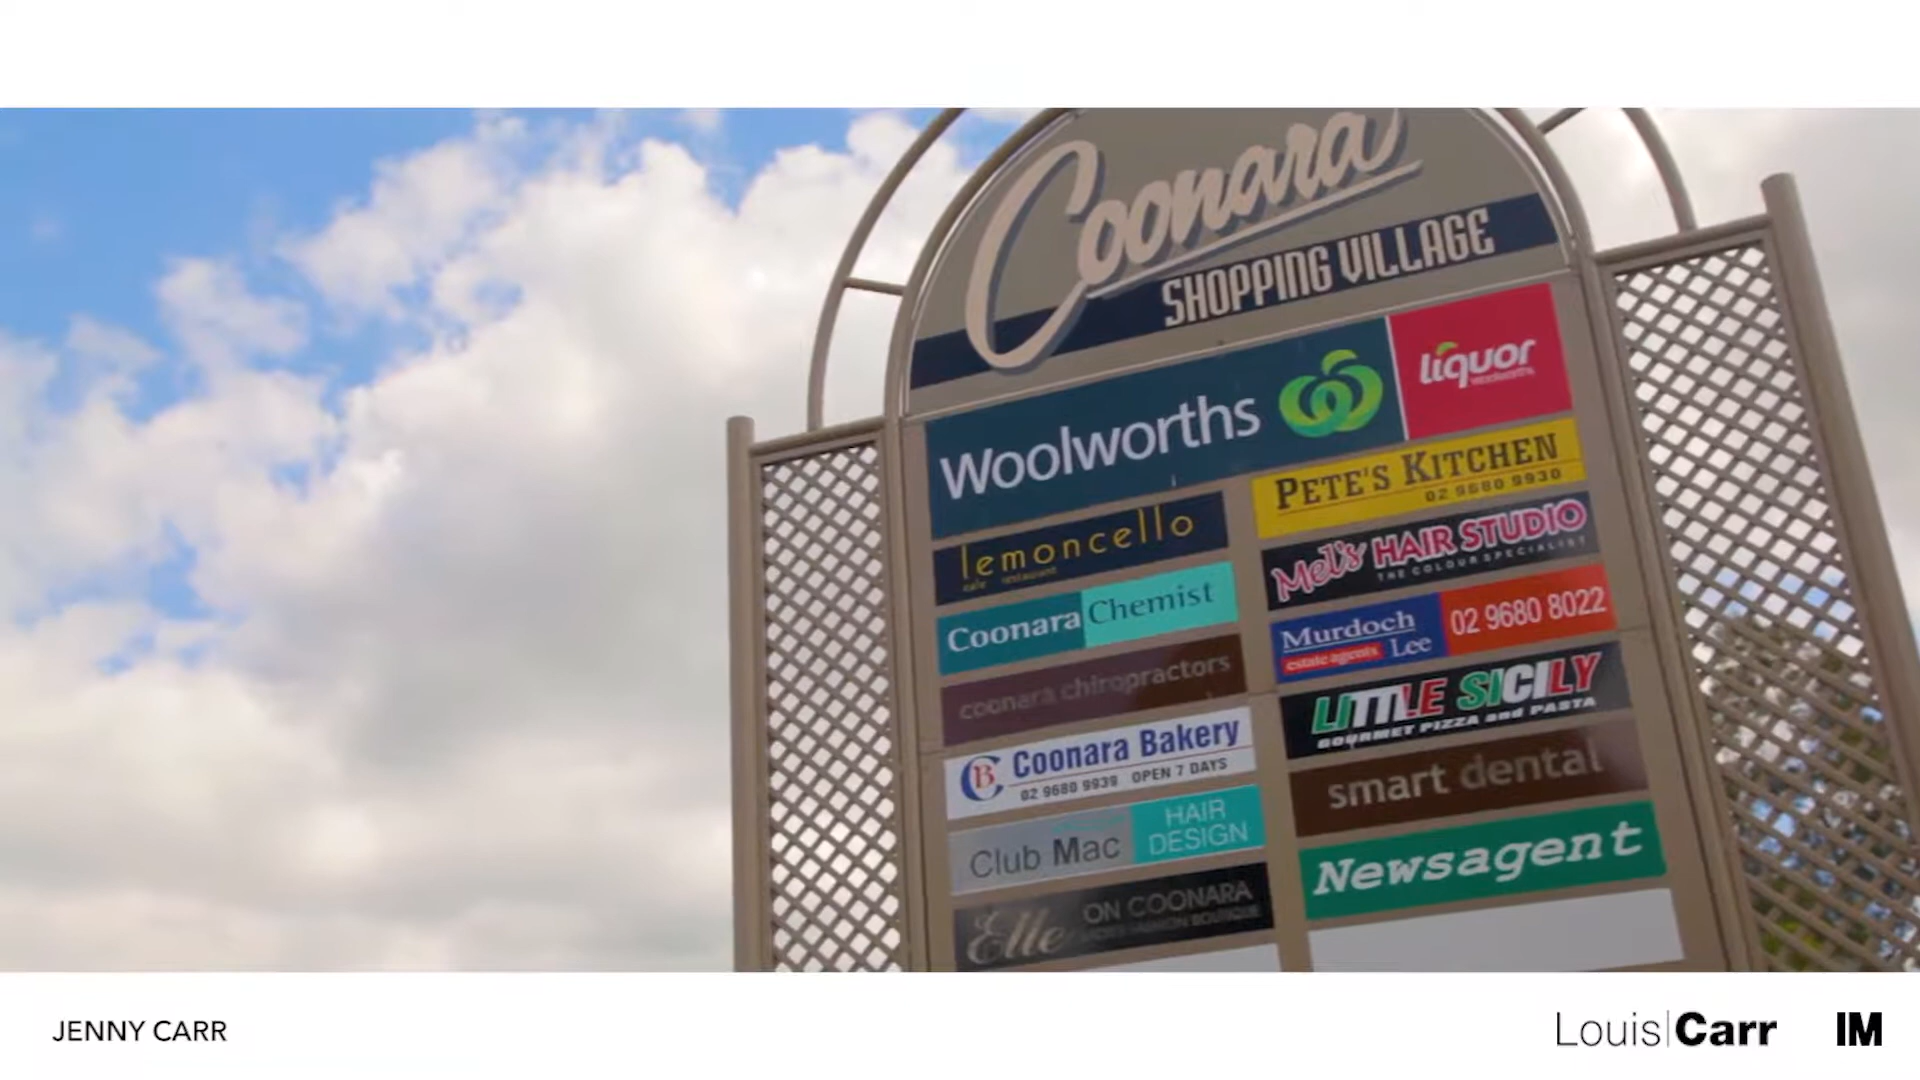 Coonara
SHOPPING VILLAGE
Woolworths
liquor
woolworths
lemoncello
cafe restaurant
PETE'S KITCHEN
02 9680 9930
Coonara Chemist
Mel's HAIR STUDIO
THE COLOUR SPECIALIST
coonara chiropractors
Murdoch
estate agents Lee
02 9680 8022
Coonara Bakery
02 9680 9939 OPEN 7 DAYS
LITTLE SICILY
GOURMET PIZZA and PASTA
Club Mac
HAIR
DESIGN
smart dental
Elle ON COONARA
Newsagent
JENNY CARR
Louis|Carr
IM